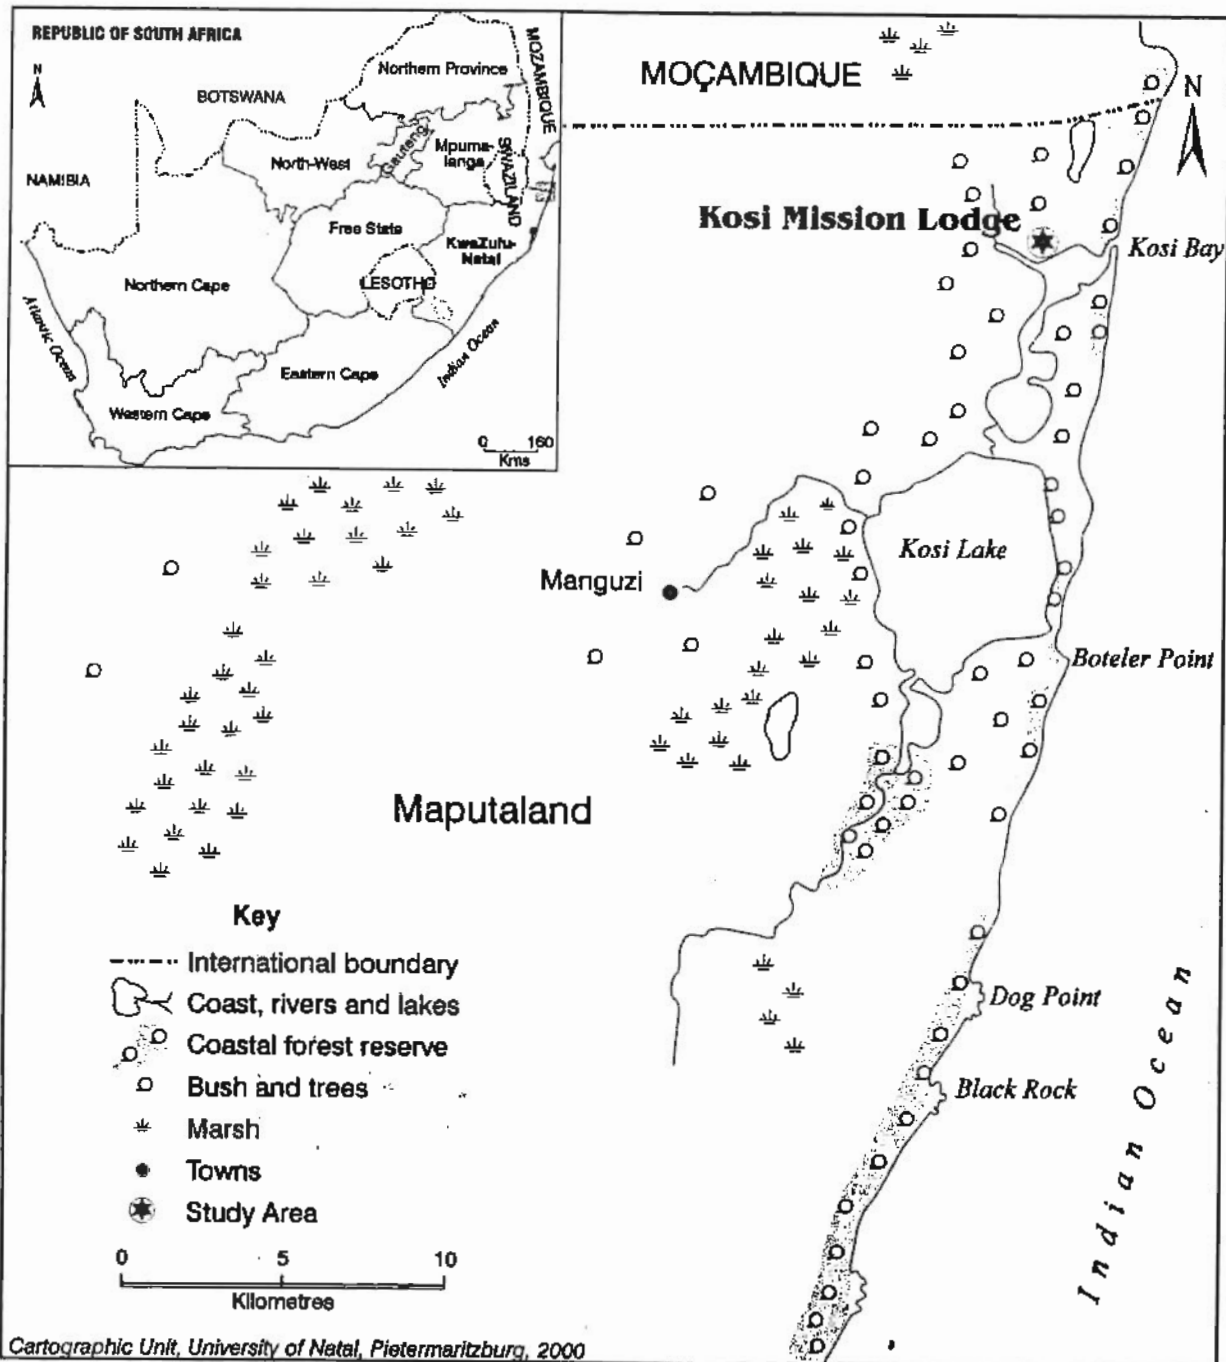 REPUBLIC OF SOUTH AFRICA
N
BOTSWANA
Northern Province
MOZAMBIQUE
NAMIBIA
North-West
Gauteng
Mpuma-
langa
SWAZILAND
Free State
KwaZulu-
Natal
LESOTHO
Northern Cape
Atlantic Ocean
Eastern Cape
Indian Ocean
Western Cape
0 160
Kms
MOÇAMBIQUE
N
Kosi Mission Lodge
Kosi Bay
Kosi Lake
Manguzi
Boteler Point
Maputaland
Dog Point
Black Rock
Indian Ocean
Key
International boundary
Coast, rivers and lakes
Coastal forest reserve
Bush and trees
Marsh
Towns
Study Area
0 5 10
Kilometres
Cartographic Unit, University of Natal, Pietermaritzburg, 2000